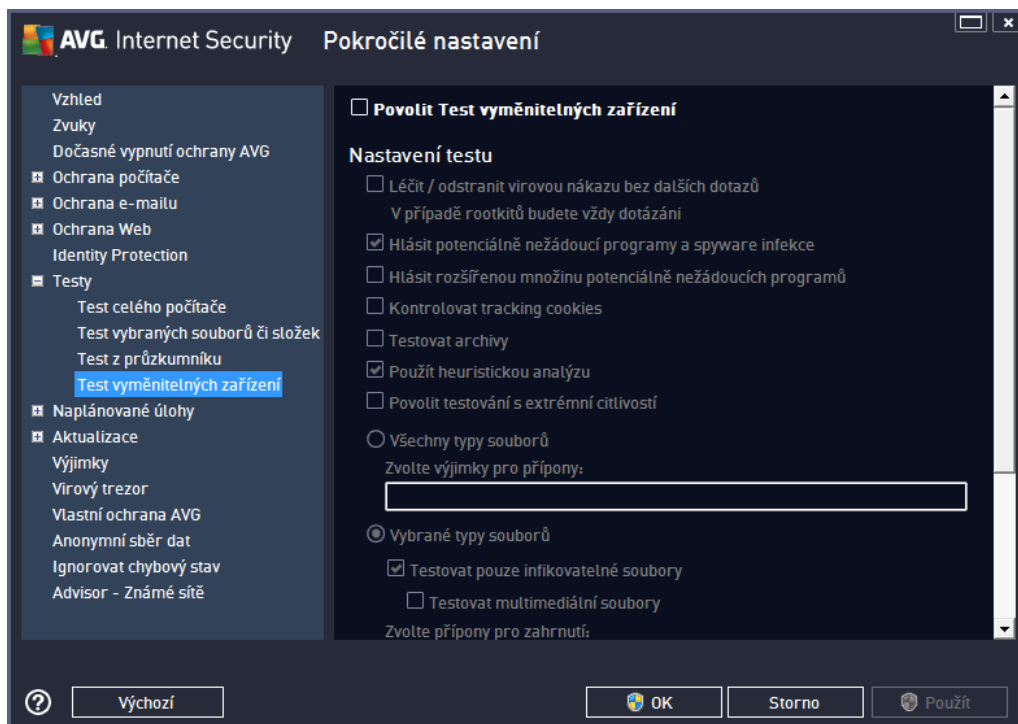 AVG. Internet Security Pokročilé nastavení
Vzhled
Zvuky
Dočasné vypnutí ochrany AVG
Ochrana počítače
Ochrana e-mailu
Ochrana Web
Identity Protection
Testy
Test celého počítače
Test vybraných souborů či složek
Test z průzkumníku
Test vyměnitelných zařízení
Naplánované úlohy
Aktualizace
Výjimky
Virový trezor
Vlastní ochrana AVG
Anonymní sběr dat
Ignorovat chybový stav
Advisor - Známé sítě
Povolit Test vyměnitelných zařízení
Nastavení testu
Léčit / odstranit virovou nákazu bez dalších dotazů
V případě rootkitů budete vždy dotázáni
Hlásit potenciálně nežádoucí programy a spyware infekce
Hlásit rozšířenou množinu potenciálně nežádoucích programů
Kontrolovat tracking cookies
Testovat archivy
Použít heuristickou analýzu
Povolit testování s extrémní citlivostí
Všechny typy souborů
Zvolte výjimky pro přípony:
Vybrané typy souborů
Testovat pouze infikovatelné soubory
Testovat multimediální soubory
Zvolte přípony pro zahrnutí:
Výchozí
OK
Storno
Použít